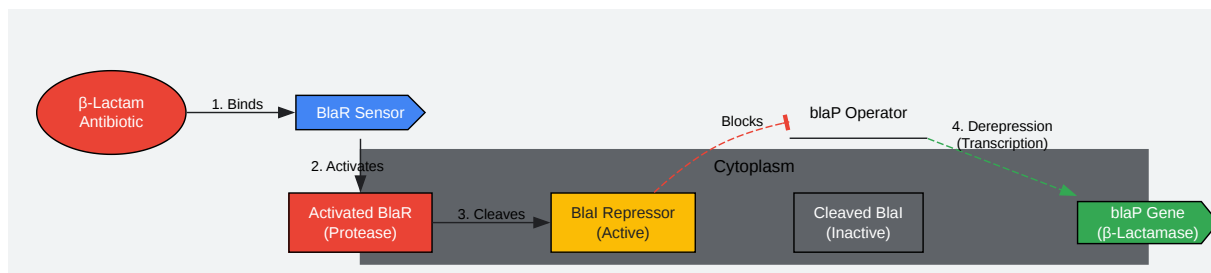 β-Lactam
Antibiotic
1. Binds
BlaR Sensor
Blocks
blaP Operator
4. Derepression
(Transcription)
2. Activates
Cytoplasm
Activated BlaR
(Protease)
3. Cleaves
BlaI Repressor
(Active)
Cleaved BlaI
(Inactive)
blaP Gene
(β-Lactamase)